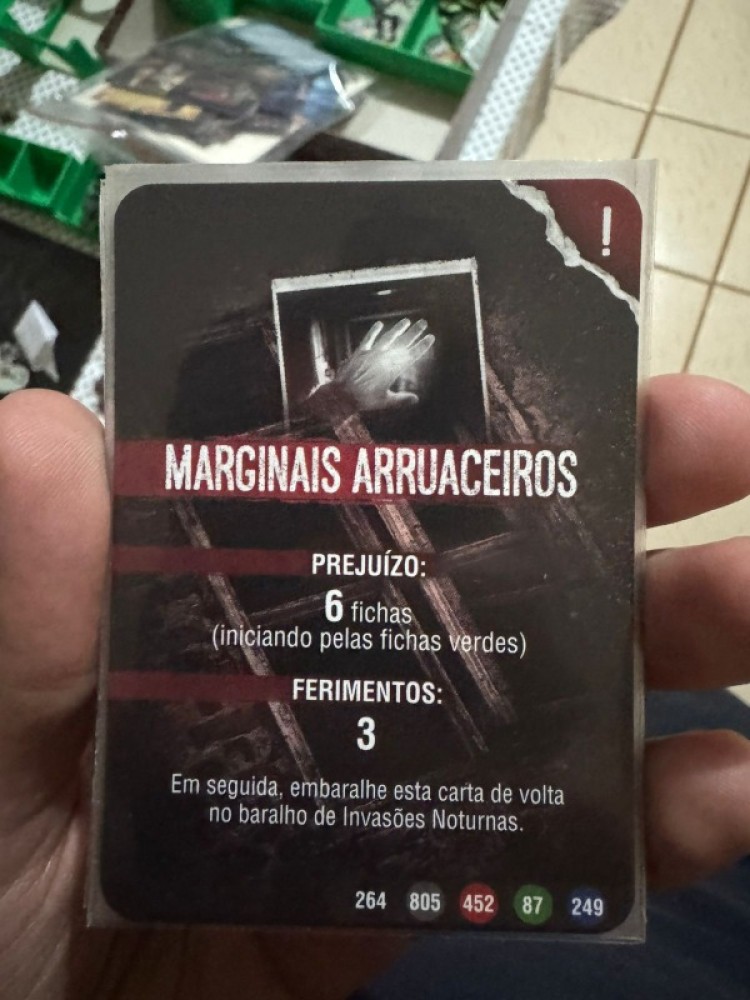 !
MARGINAIS ARRUACEIROS
PREJUÍZO:
6 fichas
(iniciando pelas fichas verdes)
FERIMENTOS:
3
Em seguida, embaralhe esta carta de volta
no baralho de Invasões Noturnas.
264 805 452 87 249